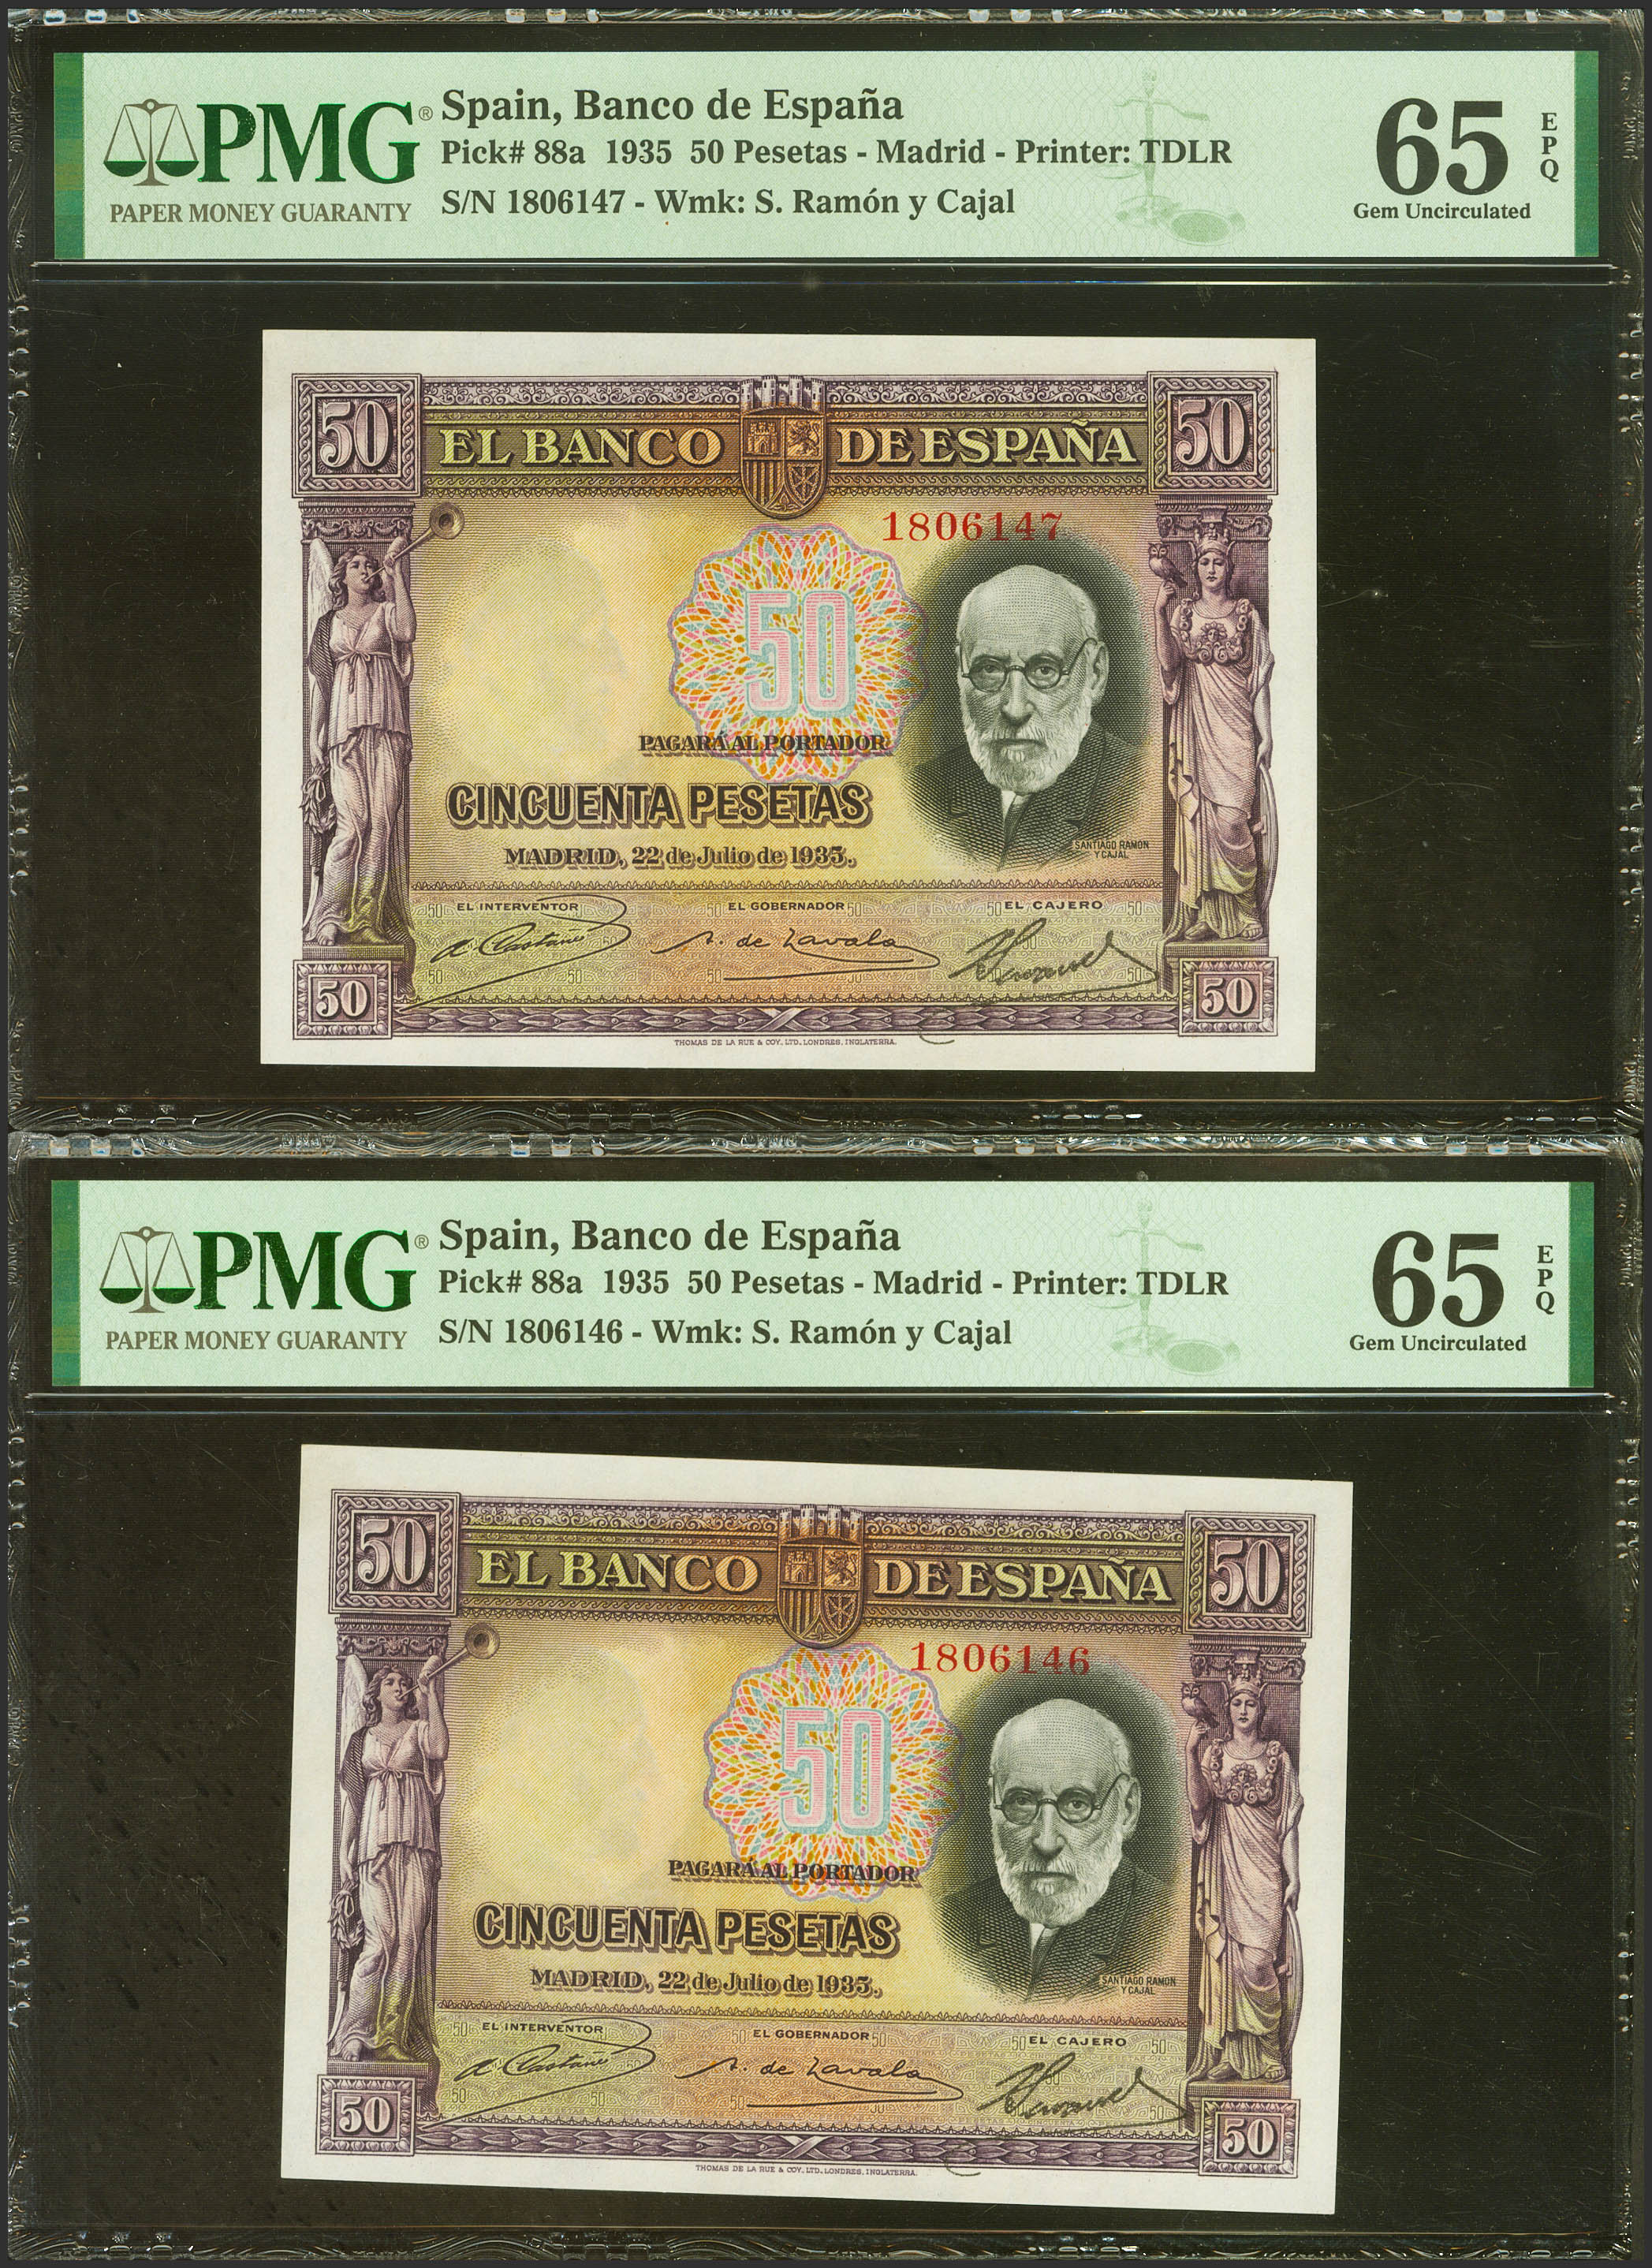 PMG®
PAPER MONEY GUARANTY
Spain, Banco de España
Pick# 88a 1935 50 Pesetas - Madrid - Printer: TDLR
S/N 1806147 - Wmk: S. Ramón y Cajal
65
EPQ
Gem Uncirculated
50
EL BANCO DE ESPAÑA
50
1806147
50
PAGARÁ AL PORTADOR
CINCUENTA PESETAS
MADRID, 22 de Julio de 1935.
SANTIAGO RAMON
Y CAJAL
EL INTERVENTOR
EL GOBERNADOR
EL CAJERO
A. de Zavala
50
50
THOMAS DE LA RUE & COY. LTD. LONDRES, INGLATERRA.
PMG®
PAPER MONEY GUARANTY
Spain, Banco de España
Pick# 88a 1935 50 Pesetas - Madrid - Printer: TDLR
S/N 1806146 - Wmk: S. Ramón y Cajal
65
EPQ
Gem Uncirculated
50
EL BANCO DE ESPAÑA
50
1806146
50
PAGARÁ AL PORTADOR
CINCUENTA PESETAS
MADRID, 22 de Julio de 1935.
SANTIAGO RAMON
Y CAJAL
EL INTERVENTOR
EL GOBERNADOR
EL CAJERO
A. de Zavala
50
50
THOMAS DE LA RUE & COY. LTD. LONDRES, INGLATERRA.